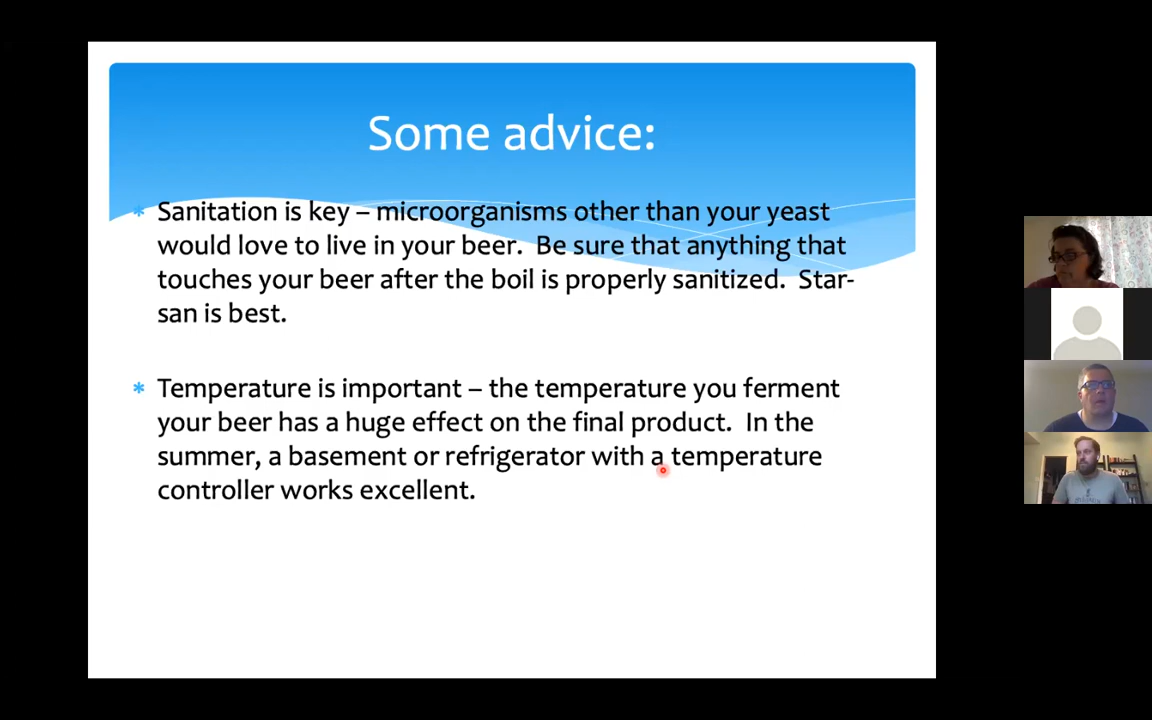 Some advice:
* Sanitation is key – microorganisms other than your yeast
would love to live in your beer.  Be sure that anything that
touches your beer after the boil is properly sanitized.  Star-
san is best.
* Temperature is important – the temperature you ferment
your beer has a huge effect on the final product.  In the
summer, a basement or refrigerator with a temperature
controller works excellent.